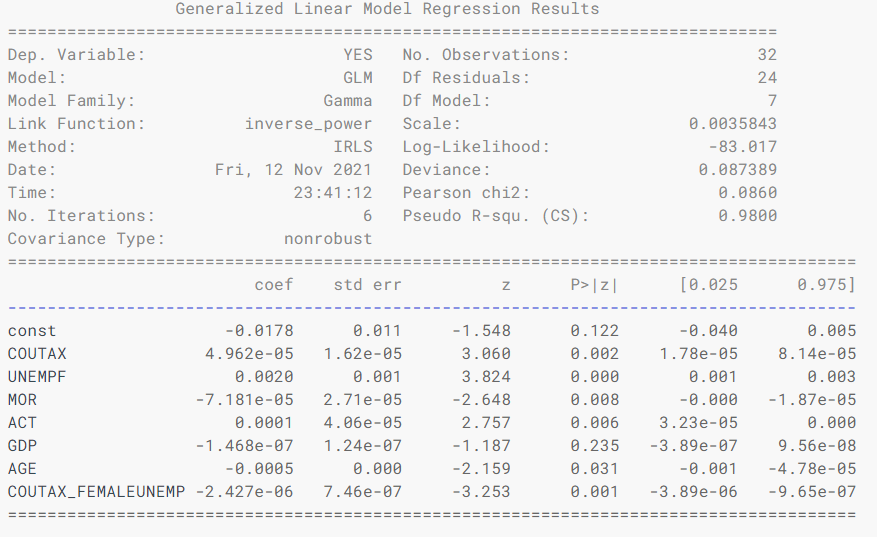 Generalized Linear Model Regression Results
==============================================================================
Dep. Variable: YES No. Observations: 32
Model: GLM Df Residuals: 24
Model Family: Gamma Df Model: 7
Link Function: inverse_power Scale: 0.0035843
Method: IRLS Log-Likelihood: -83.017
Date: Fri, 12 Nov 2021 Deviance: 0.087389
Time: 23:41:12 Pearson chi2: 0.0860
No. Iterations: 6 Pseudo R-squ. (CS): 0.9800
Covariance Type: nonrobust
======================================================================================
coef std err z P>|z| [0.025 0.975]
--------------------------------------------------------------------------------------
const -0.0178 0.011 -1.548 0.122 -0.040 0.005
COUTAX 4.962e-05 1.62e-05 3.060 0.002 1.78e-05 8.14e-05
UNEMPF 0.0020 0.001 3.824 0.000 0.001 0.003
MOR -7.181e-05 2.71e-05 -2.648 0.008 -0.000 -1.87e-05
ACT 0.0001 4.06e-05 2.757 0.006 3.23e-05 0.000
GDP -1.468e-07 1.24e-07 -1.187 0.235 -3.89e-07 9.56e-08
AGE -0.0005 0.000 -2.159 0.031 -0.001 -4.78e-05
COUTAX_FEMALEUNEMP -2.427e-06 7.46e-07 -3.253 0.001 -3.89e-06 -9.65e-07
======================================================================================